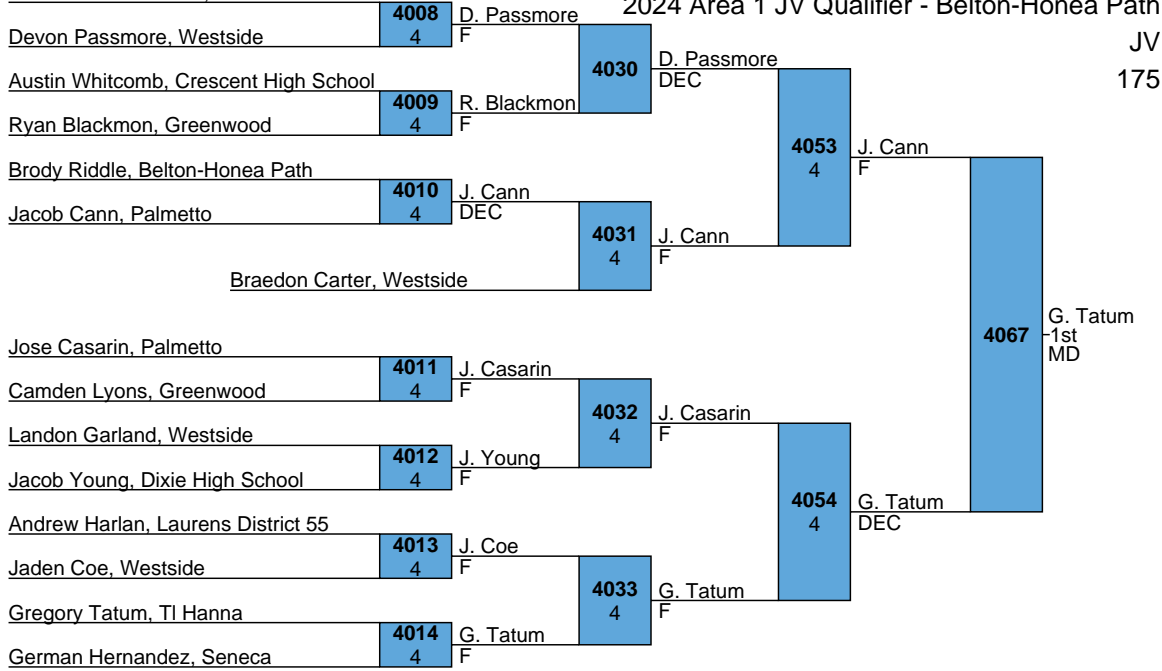 2024 Area 1 JV Qualifier - Belton-Honea Path
JV
175
4008
4
D. Passmore
F
Devon Passmore, Westside
4030
D. Passmore
DEC
Austin Whitcomb, Crescent High School
4009
4
R. Blackmon
F
Ryan Blackmon, Greenwood
4053
4
J. Cann
F
Brody Riddle, Belton-Honea Path
4010
4
J. Cann
DEC
Jacob Cann, Palmetto
4031
4
J. Cann
F
Braedon Carter, Westside
4067
G. Tatum
1st
MD
Jose Casarin, Palmetto
4011
4
J. Casarin
F
Camden Lyons, Greenwood
4032
4
J. Casarin
F
Landon Garland, Westside
4012
4
J. Young
F
Jacob Young, Dixie High School
4054
4
G. Tatum
DEC
Andrew Harlan, Laurens District 55
4013
4
J. Coe
F
Jaden Coe, Westside
4033
4
G. Tatum
F
Gregory Tatum, Tl Hanna
4014
4
G. Tatum
F
German Hernandez, Seneca